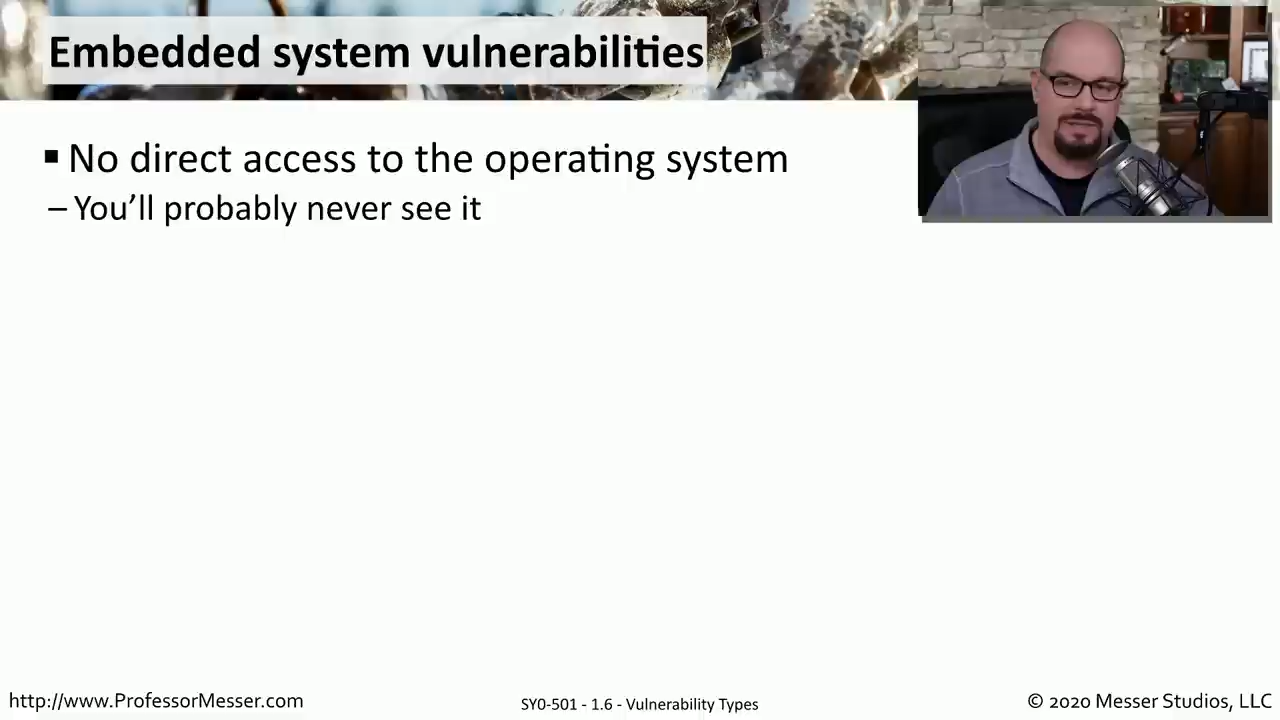 Embedded system vulnerabilities
▪ No direct access to the operating system
– You'll probably never see it
http://www.ProfessorMesser.com
SY0-501 - 1.6 - Vulnerability Types
© 2020 Messer Studios, LLC